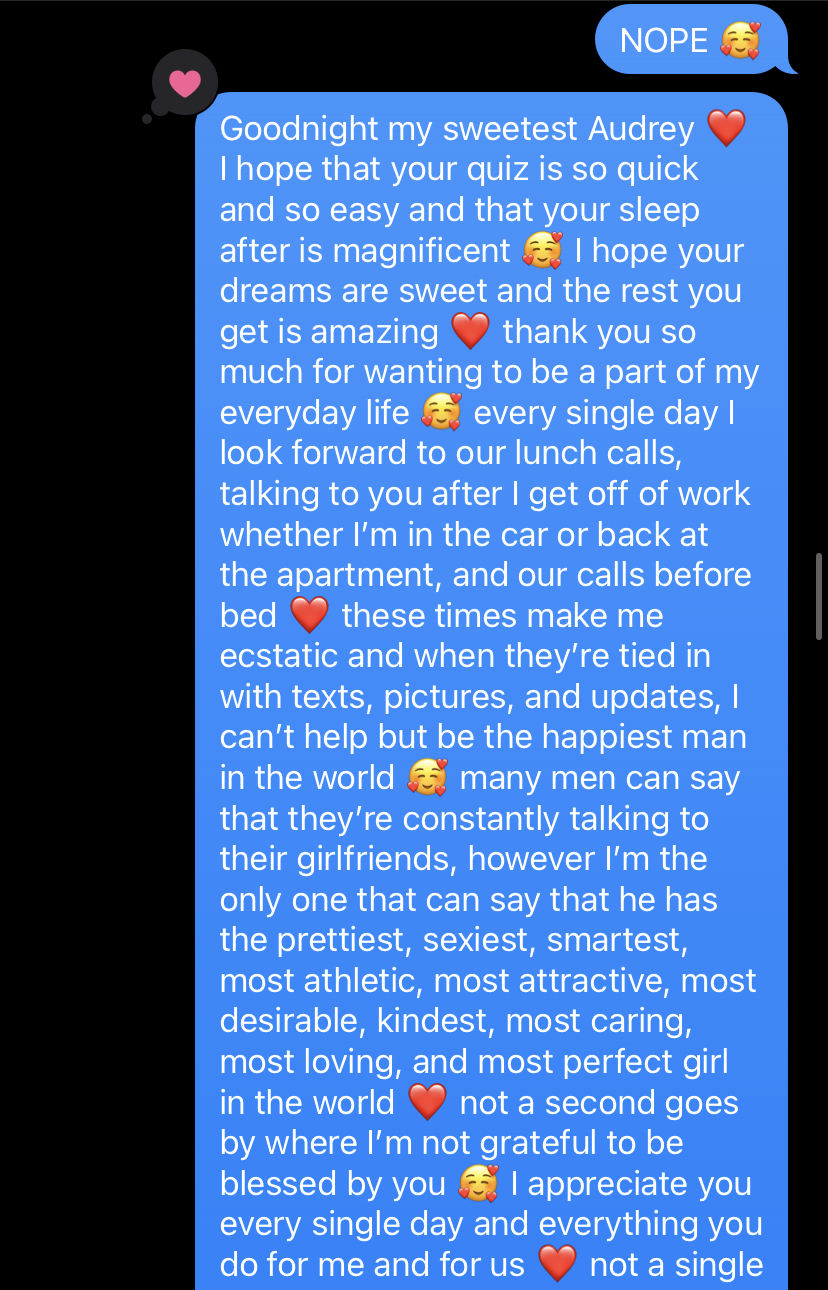 NOPE 🥰
Goodnight my sweetest Audrey ❤️
I hope that your quiz is so quick
and so easy and that your sleep
after is magnificent 🥰 I hope your
dreams are sweet and the rest you
get is amazing ❤️ thank you so
much for wanting to be a part of my
everyday life 🥰 every single day I
look forward to our lunch calls,
talking to you after I get off of work
whether I’m in the car or back at
the apartment, and our calls before
bed ❤️ these times make me
ecstatic and when they’re tied in
with texts, pictures, and updates, I
can’t help but be the happiest man
in the world 🥰 many men can say
that they’re constantly talking to
their girlfriends, however I’m the
only one that can say that he has
the prettiest, sexiest, smartest,
most athletic, most attractive, most
desirable, kindest, most caring,
most loving, and most perfect girl
in the world ❤️ not a second goes
by where I’m not grateful to be
blessed by you 🥰 I appreciate you
every single day and everything you
do for me and for us ❤️ not a single